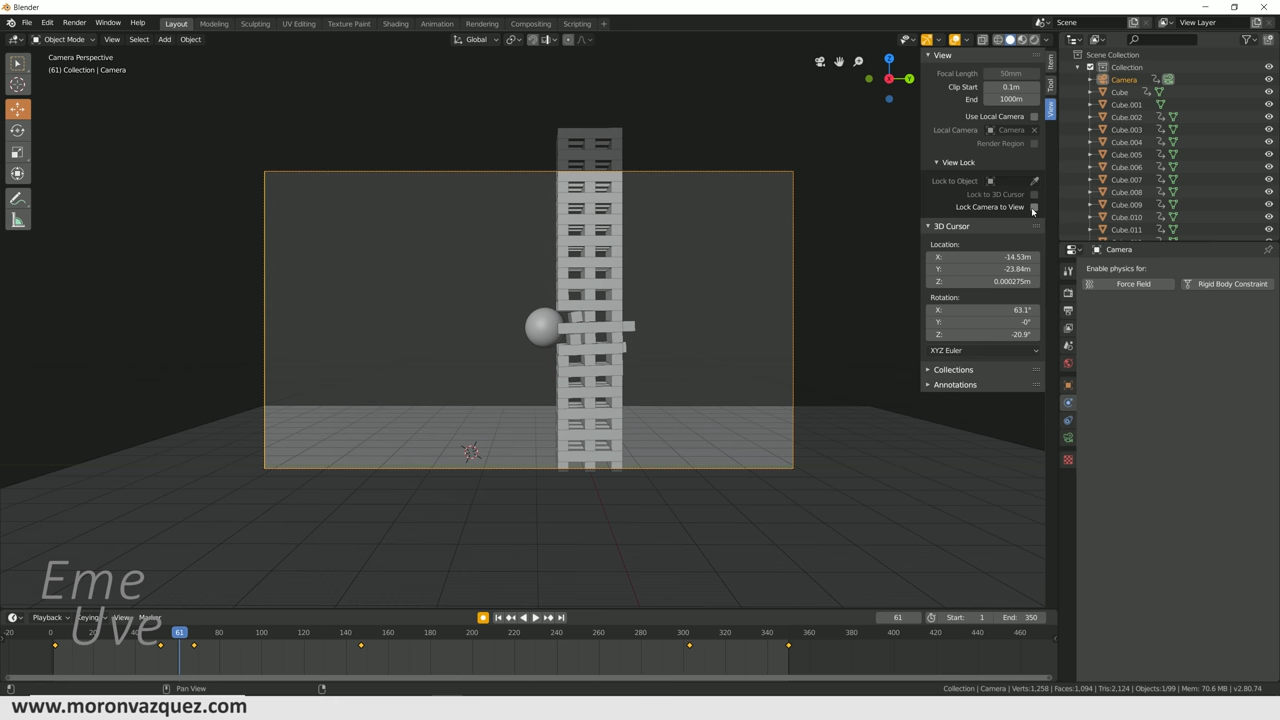 Blender
File Edit Render Window Help Layout Modeling Sculpting UV Editing Texture Paint Shading Animation Rendering Compositing Scripting + Scene View Layer
Object Mode View Select Add Object Global
Camera Perspective
(61) Collection | Camera
Z
Y
View
Focal Length 50mm
Clip Start 0.1m
End 1000m
Use Local Camera
Local Camera Camera
Render Region
View Lock
Lock to Object
Lock to 3D Cursor
Lock Camera to View
3D Cursor
Location:
X: -14.53m
Y: -23.84m
Z: 0.000275m
Rotation:
X: 63.1°
Y: -0°
Z: -20.9°
XYZ Euler
Collections
Annotations
Item
Tool
View
Scene Collection
Collection
Camera
Cube
Cube.001
Cube.002
Cube.003
Cube.004
Cube.005
Cube.006
Cube.007
Cube.008
Cube.009
Cube.010
Cube.011
Camera
Enable physics for:
Force Field Rigid Body Constraint
Eme
Uve
Playback Keying View Marker 61 Start: 1 End: 350
-20 0 20 40 61 80 100 120 140 160 180 200 220 240 260 280 300 320 340 360 380 400 420 440 460
Pan View
Collection | Camera | Verts:1,258 | Faces:1,094 | Tris:2,124 | Objects:1/99 | Mem: 70.6 MB | v2.80.74
www.moronvazquez.com